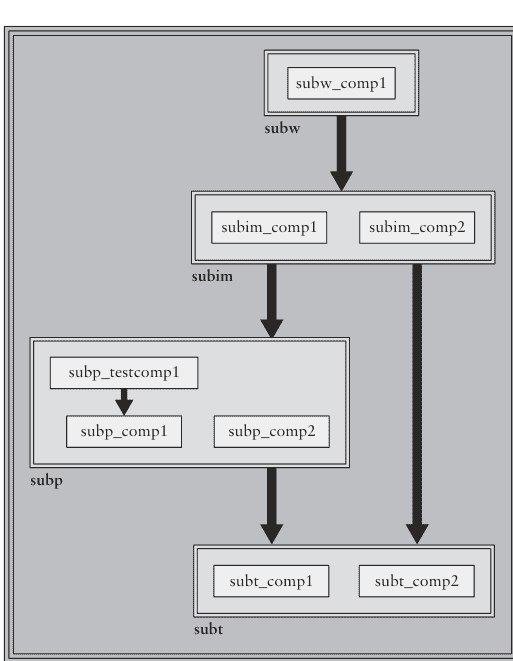 subw_comp1
subw
subim_comp1 subim_comp2
subim
subp_testcomp1
subp_comp1 subp_comp2
subp
subt_comp1 subt_comp2
subt